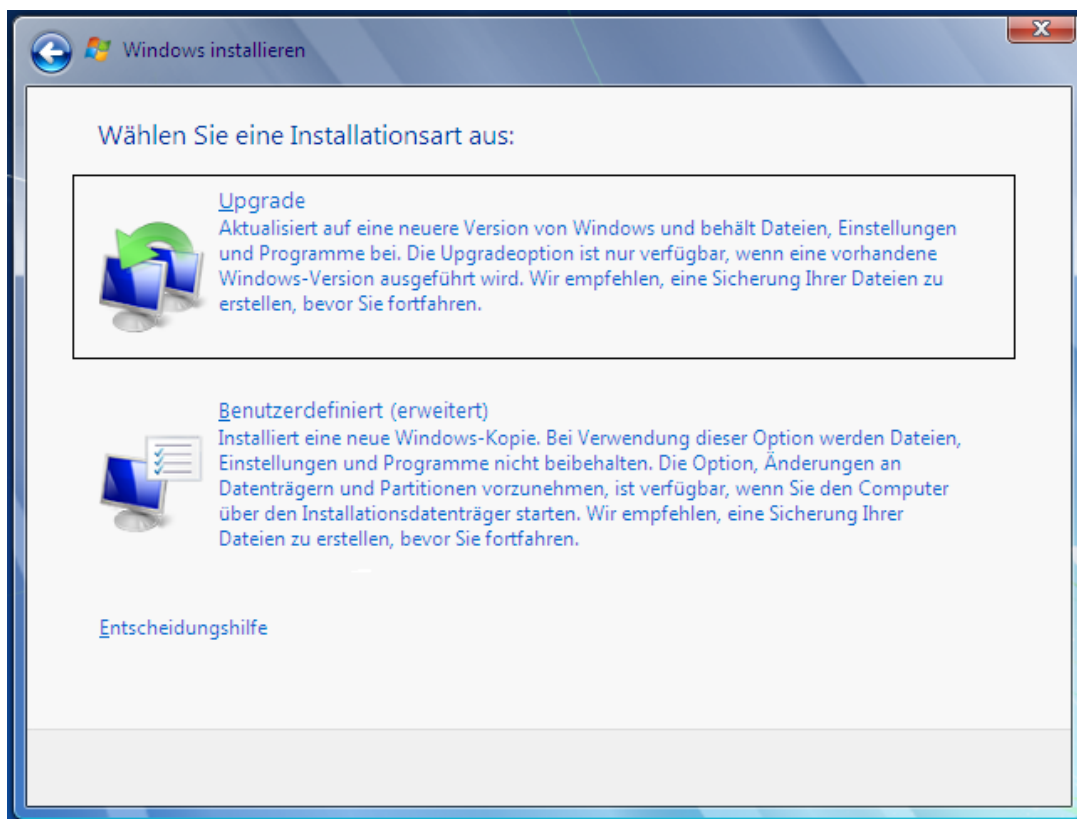 Windows installieren
Wählen Sie eine Installationsart aus:
Upgrade
Aktualisiert auf eine neuere Version von Windows und behält Dateien, Einstellungen
und Programme bei. Die Upgradeoption ist nur verfügbar, wenn eine vorhandene
Windows-Version ausgeführt wird. Wir empfehlen, eine Sicherung Ihrer Dateien zu
erstellen, bevor Sie fortfahren.
Benutzerdefiniert (erweitert)
Installiert eine neue Windows-Kopie. Bei Verwendung dieser Option werden Dateien,
Einstellungen und Programme nicht beibehalten. Die Option, Änderungen an
Datenträgern und Partitionen vorzunehmen, ist verfügbar, wenn Sie den Computer
über den Installationsdatenträger starten. Wir empfehlen, eine Sicherung Ihrer
Dateien zu erstellen, bevor Sie fortfahren.
Entscheidungshilfe